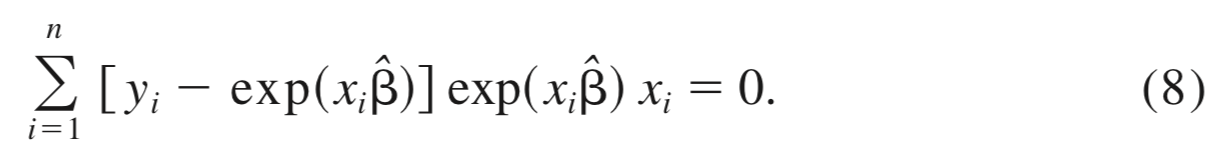 n
∑ [yᵢ − exp(xᵢβ̂)] exp(xᵢβ̂) xᵢ = 0. (8)
i=1